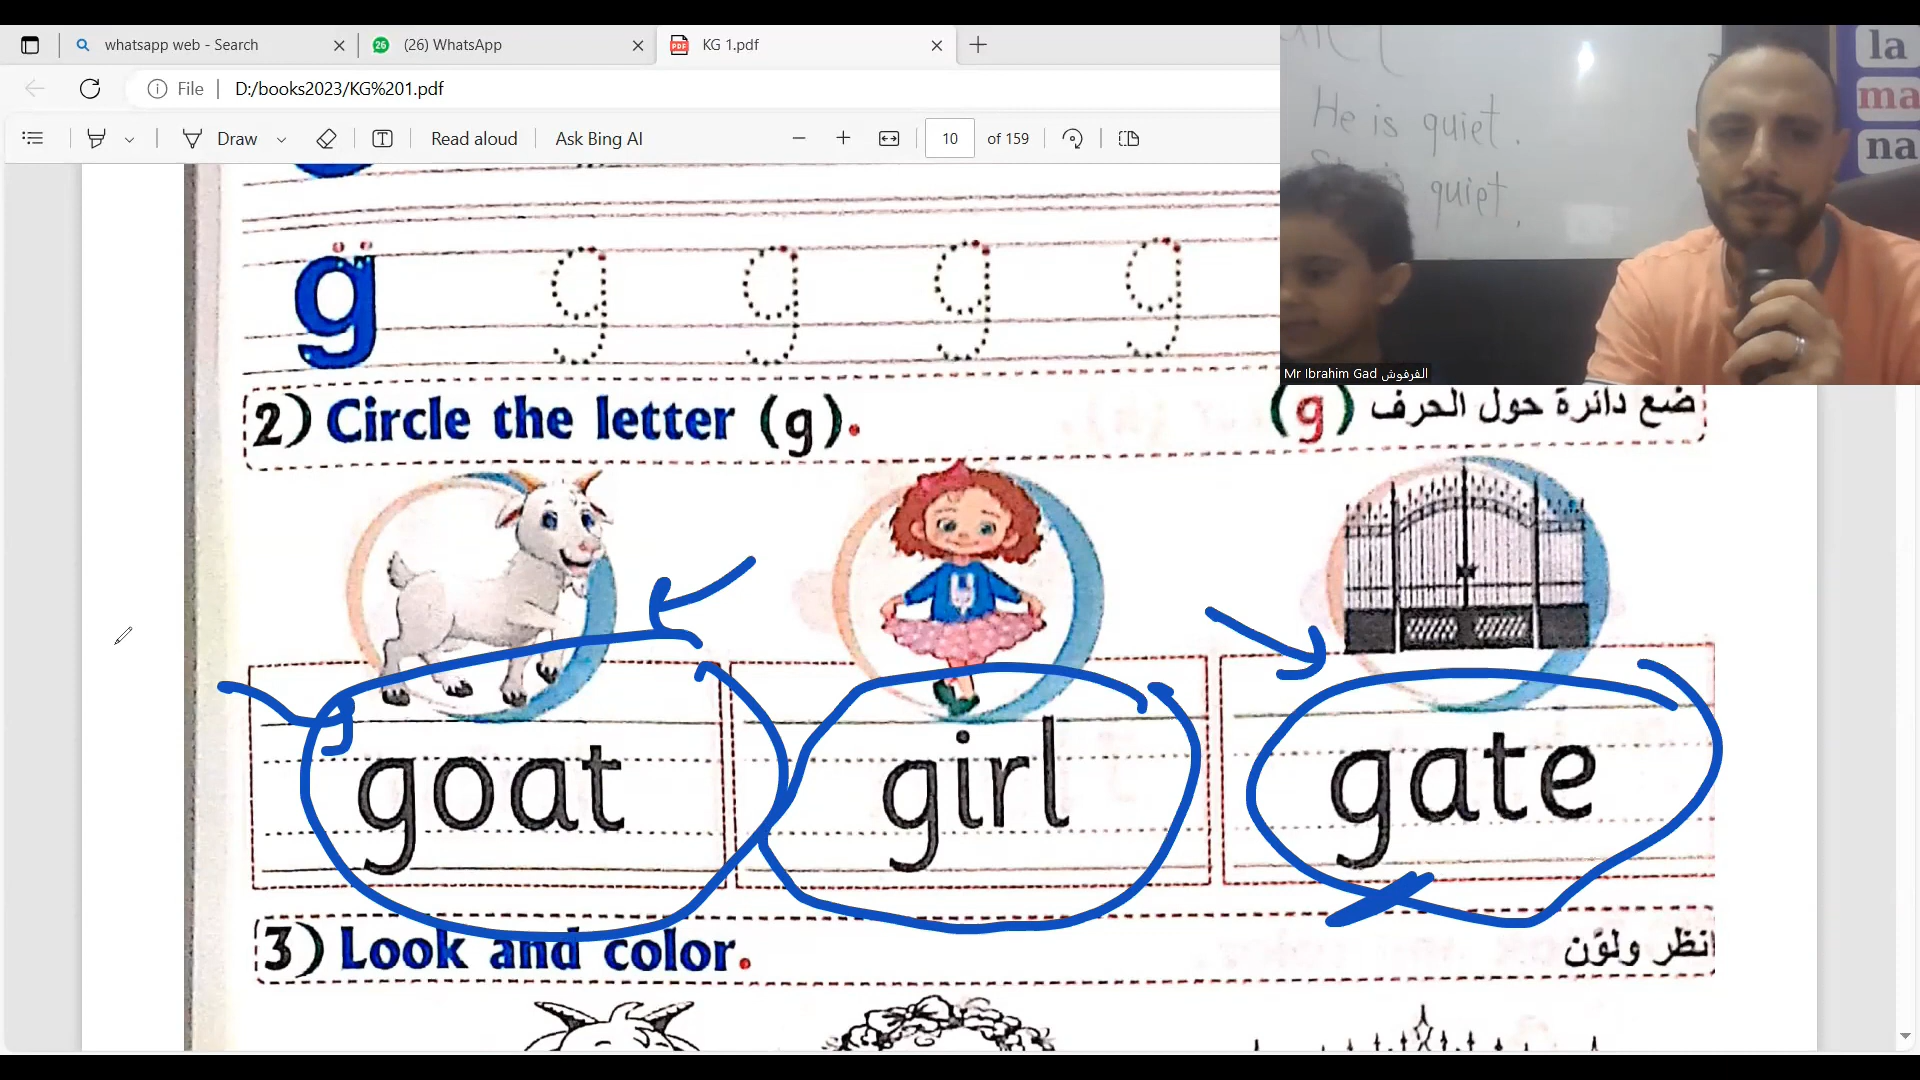 whatsapp web - Search
(26) WhatsApp
KG 1.pdf
File
D:/books2023/KG%201.pdf
Draw
Read aloud
Ask Bing AI
10 of 159
He is quiet.
quiet.
la
ma
na
Mr Ibrahim Gad الفرفوش
g g g g g
2) Circle the letter (g).
ضع دائرة حول الحرف (g)
goat girl gate
3) Look and color.
انظر ولوّن